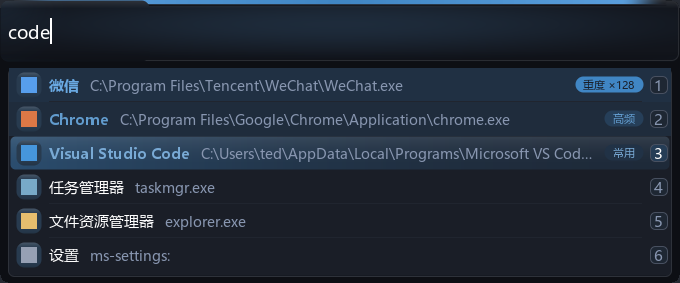 code
微信 C:\Program Files\Tencent\WeChat\WeChat.exe 重度 ×128 1
Chrome C:\Program Files\Google\Chrome\Application\chrome.exe 高频 2
Visual Studio Code C:\Users\ted\AppData\Local\Programs\Microsoft VS Cod... 常用 3
任务管理器 taskmgr.exe 4
文件资源管理器 explorer.exe 5
设置 ms-settings: 6